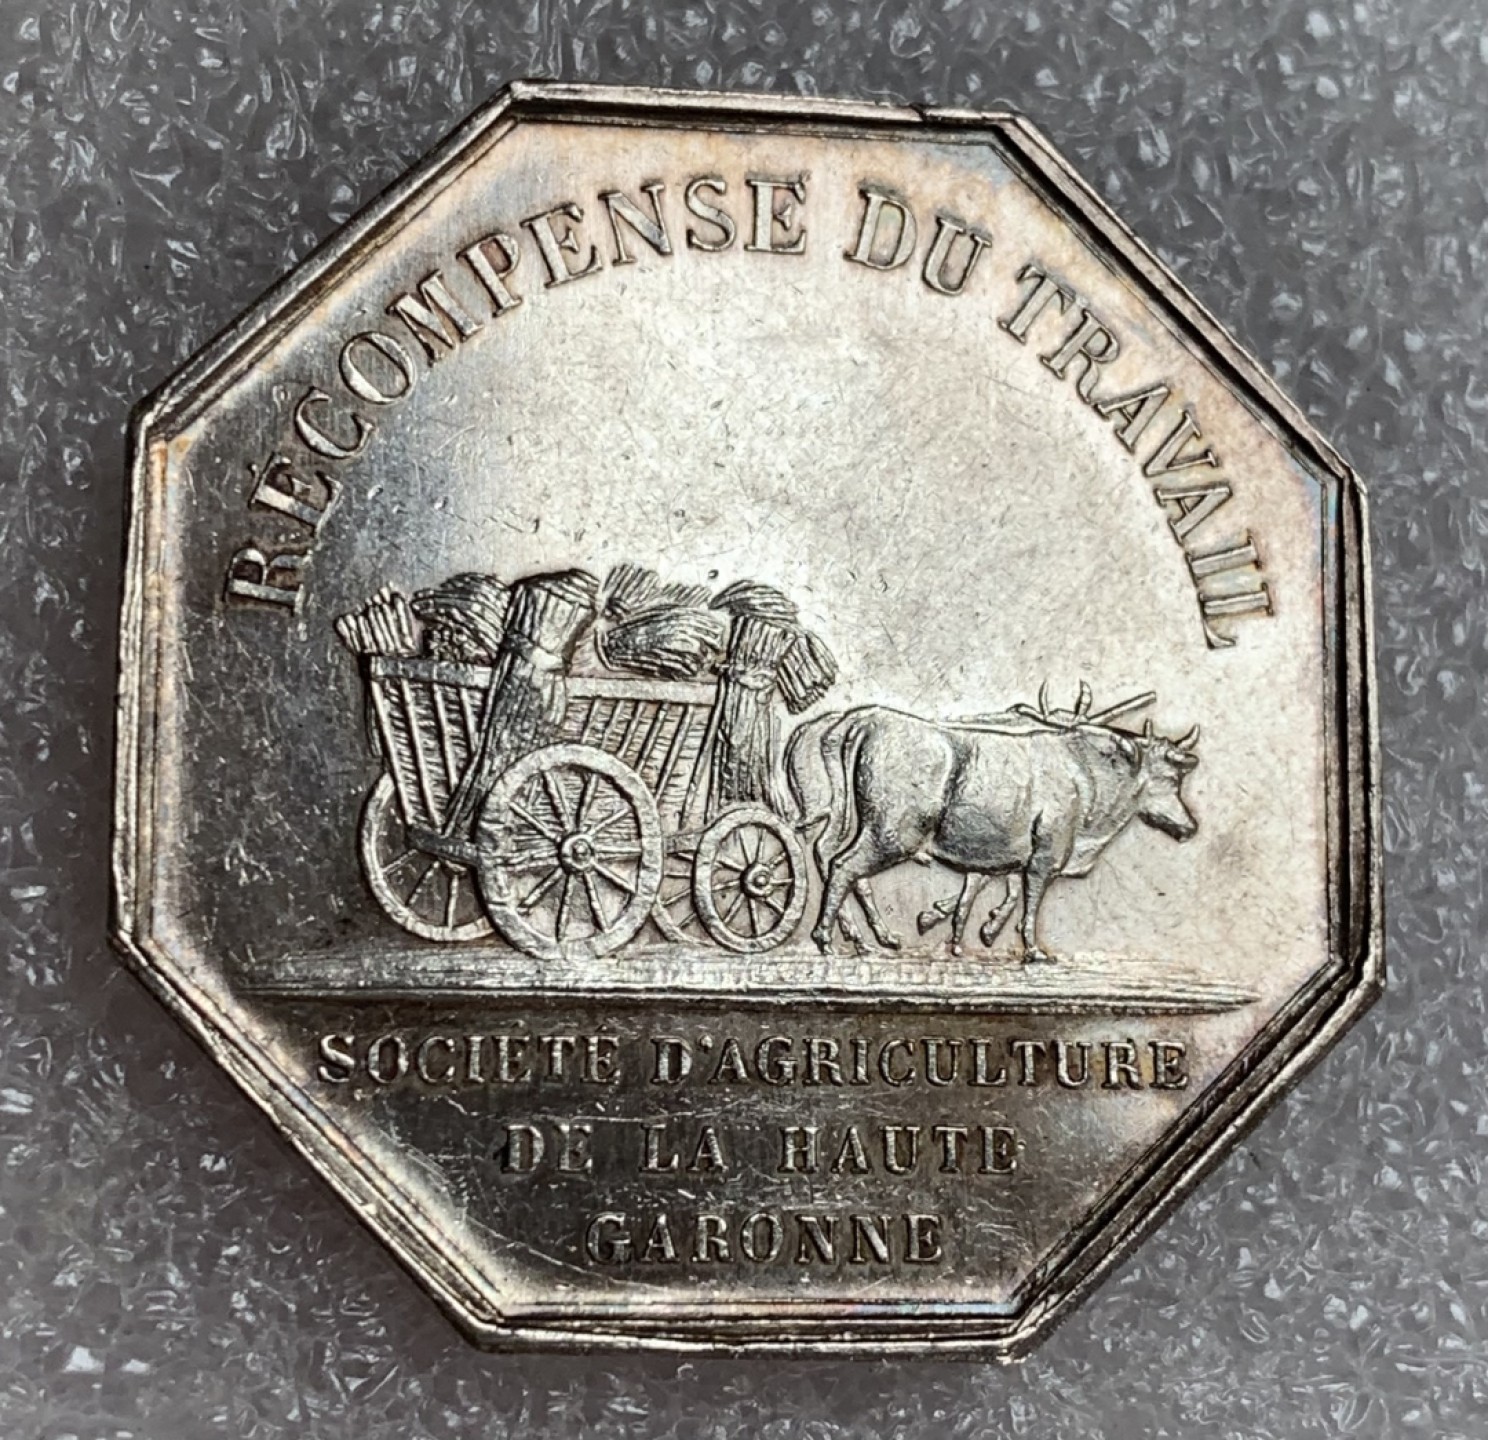 RÉCOMPENSE DU TRAVAIL
SOCIÉTÉ D'AGRICULTURE
DE LA HAUTE
GARONNE